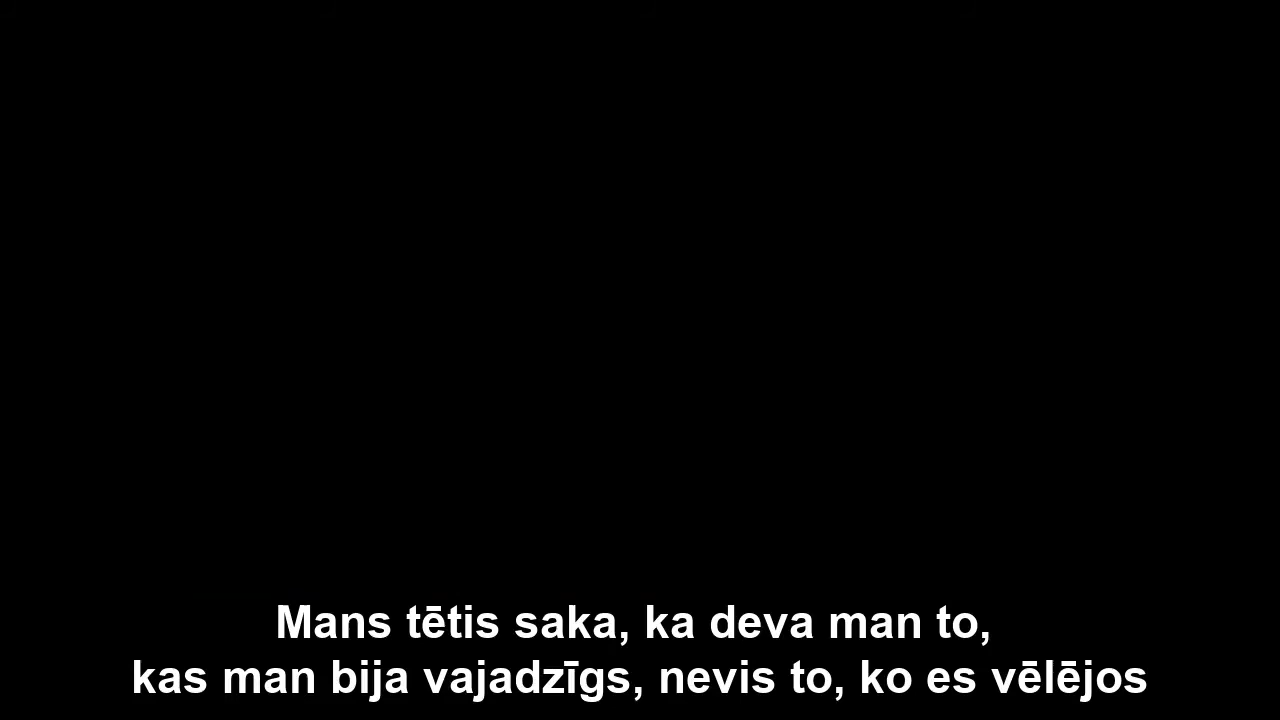 Mans tētis saka, ka deva man to,
kas man bija vajadzīgs, nevis to, ko es vēlējos